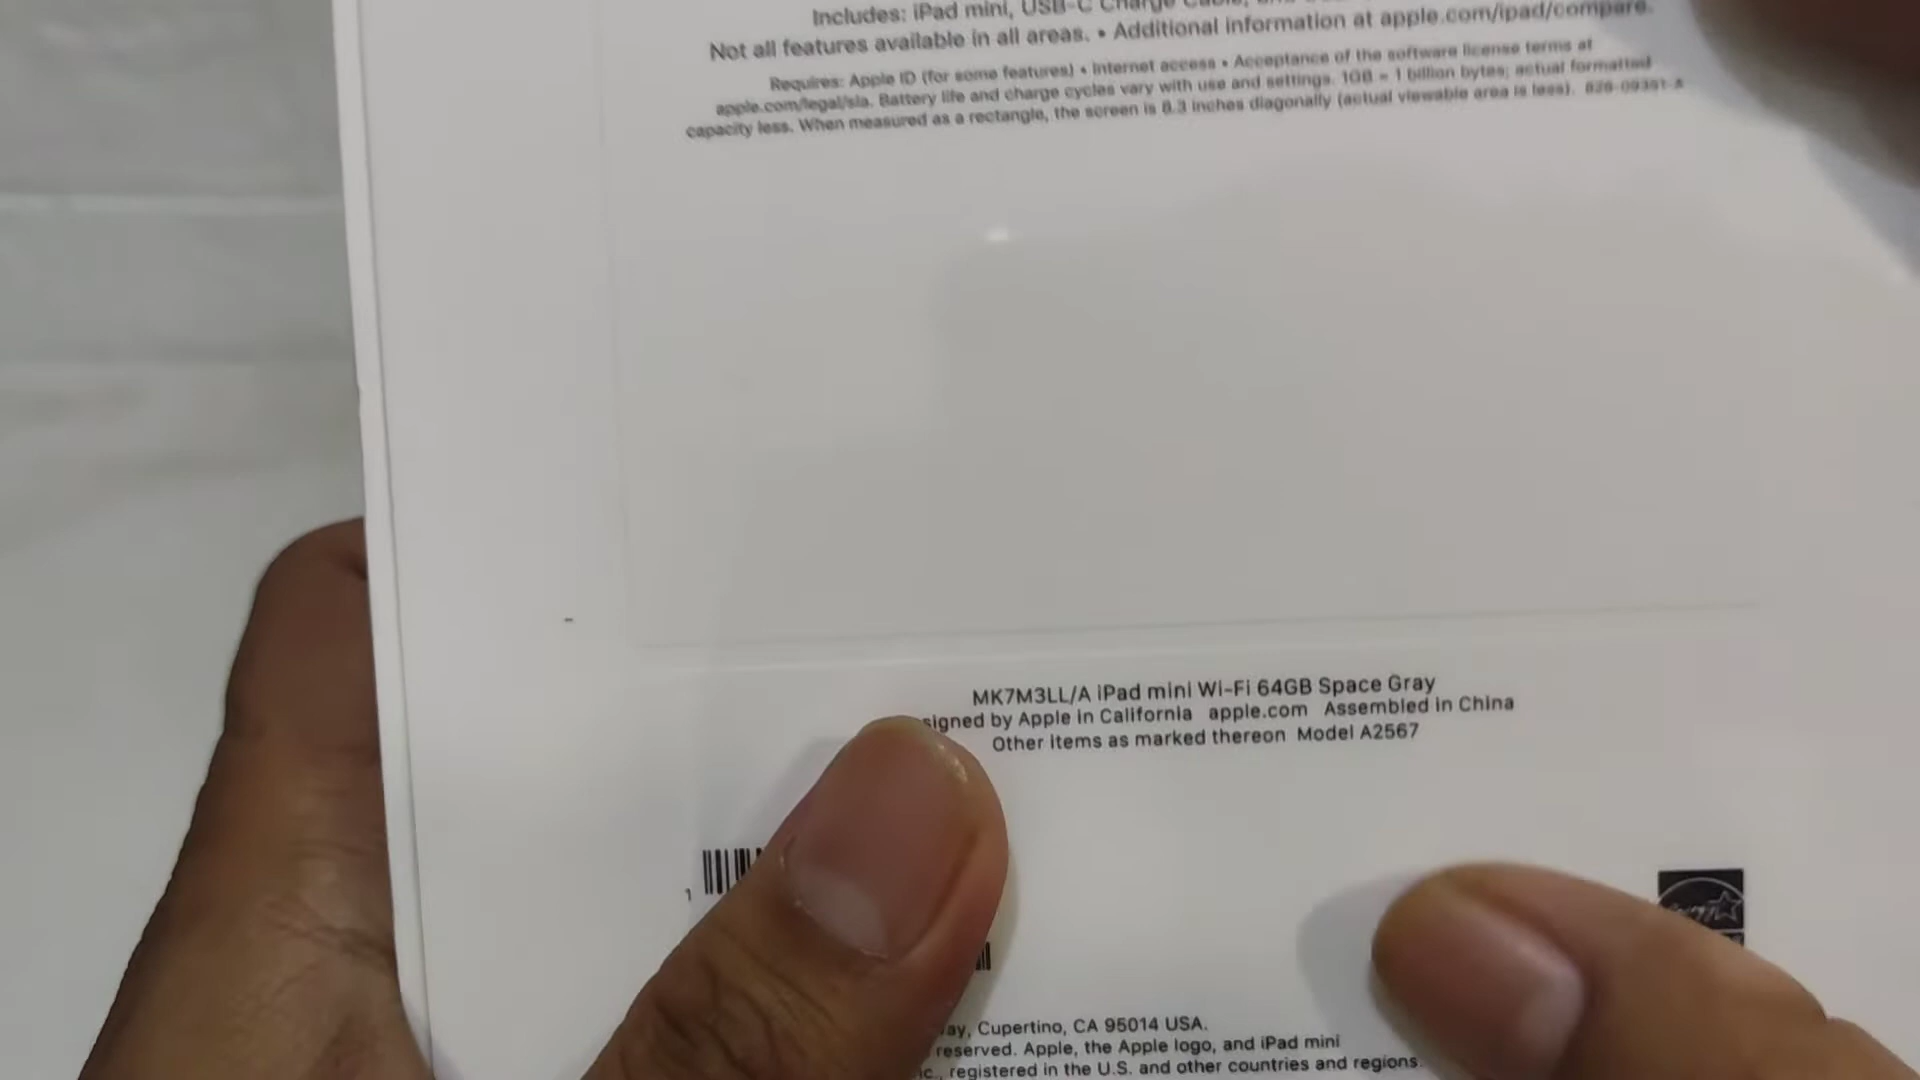 Includes: iPad mini, USB-C Charge Cable,
Not all features available in all areas. • Additional information at apple.com/ipad/compare.
Requires: Apple ID (for some features) • Internet access • Acceptance of the software license terms at
apple.com/legal/sla. Battery life and charge cycles vary with use and settings. 1GB = 1 billion bytes; actual formatted
capacity less. When measured as a rectangle, the screen is 8.3 inches diagonally (actual viewable area is less).
MK7M3LL/A iPad mini Wi-Fi 64GB Space Gray
signed by Apple in California apple.com Assembled in China
Other items as marked thereon Model A2567
1
ay, Cupertino, CA 95014 USA.
reserved. Apple, the Apple logo, and iPad mini
c., registered in the U.S. and other countries and regions.